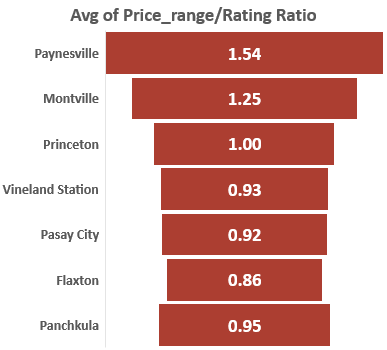 Avg of Price_range/Rating Ratio
Paynesville 1.54
Montville 1.25
Princeton 1.00
Vineland Station 0.93
Pasay City 0.92
Flaxton 0.86
Panchkula 0.95